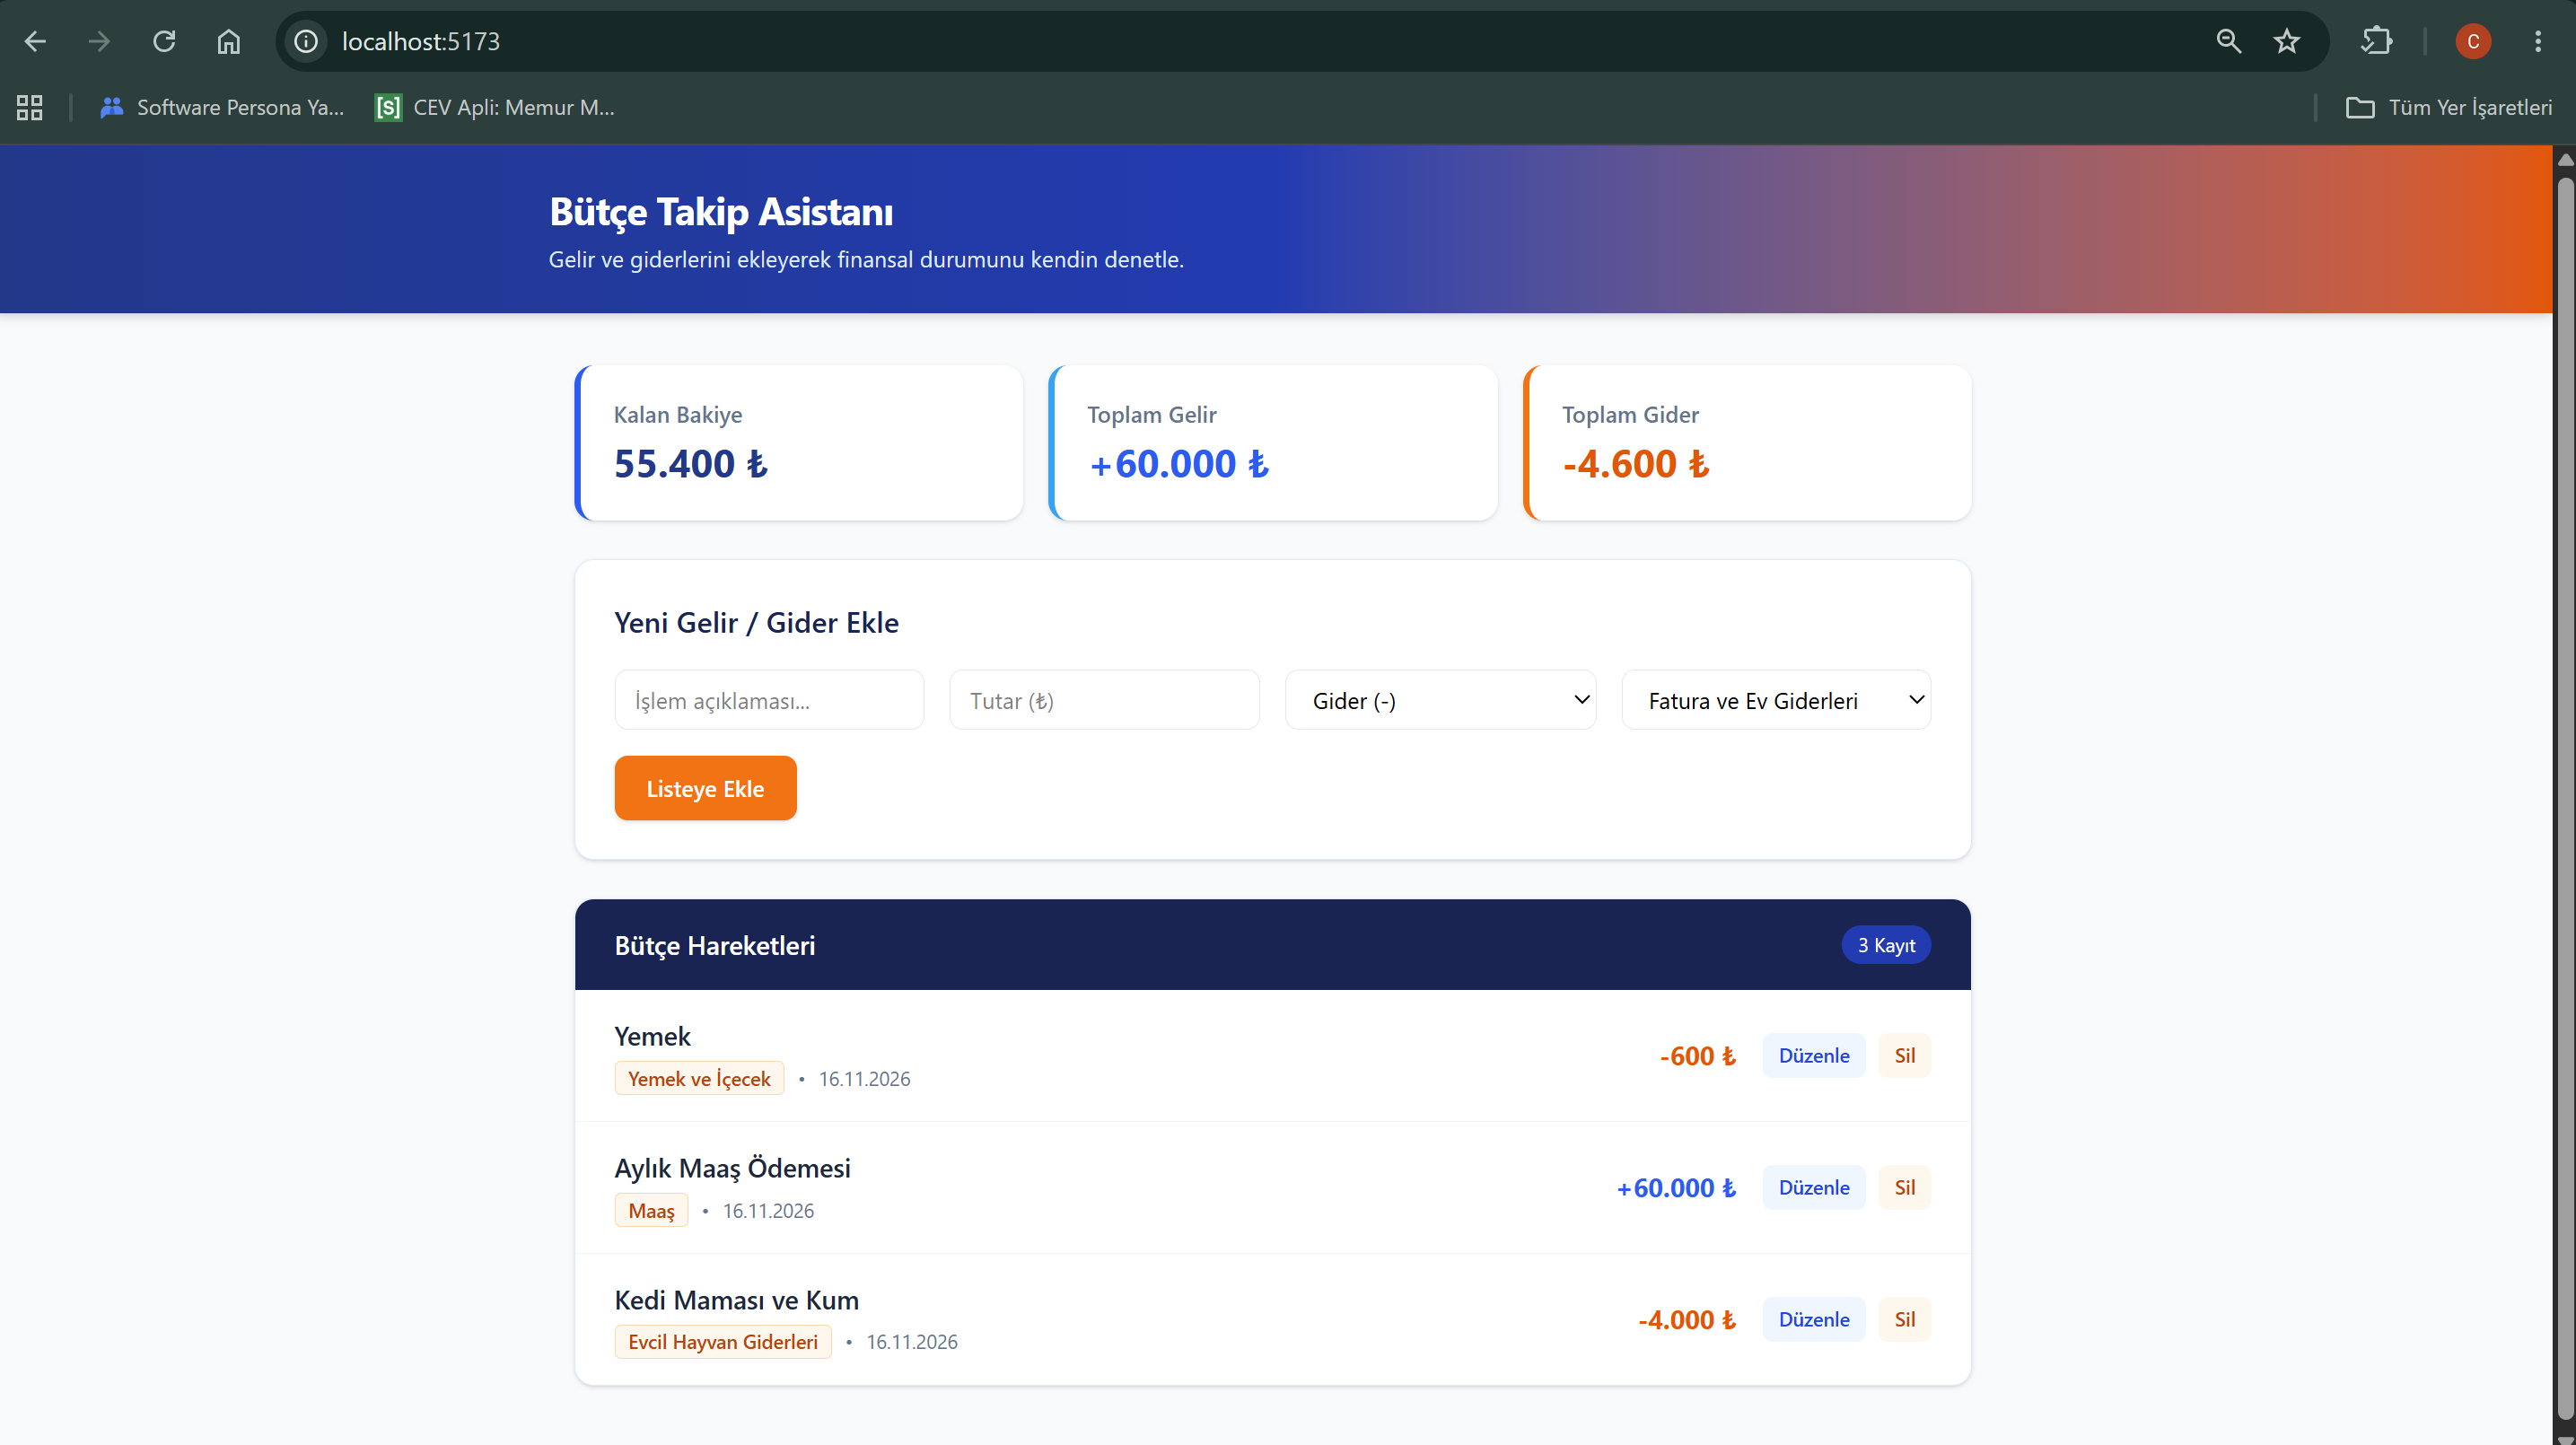 localhost:5173
Software Persona Ya...
[S] CEV Apli: Memur M...
Tüm Yer İşaretleri
C
Bütçe Takip Asistanı
Gelir ve giderlerini ekleyerek finansal durumunu kendin denetle.
Kalan Bakiye
55.400 ₺
Toplam Gelir
+60.000 ₺
Toplam Gider
-4.600 ₺
Yeni Gelir / Gider Ekle
İşlem açıklaması...
Tutar (₺)
Gider (-)
Fatura ve Ev Giderleri
Listeye Ekle
Bütçe Hareketleri
3 Kayıt
Yemek
Yemek ve İçecek • 16.11.2026
-600 ₺
Düzenle
Sil
Aylık Maaş Ödemesi
Maaş • 16.11.2026
+60.000 ₺
Düzenle
Sil
Kedi Maması ve Kum
Evcil Hayvan Giderleri • 16.11.2026
-4.000 ₺
Düzenle
Sil